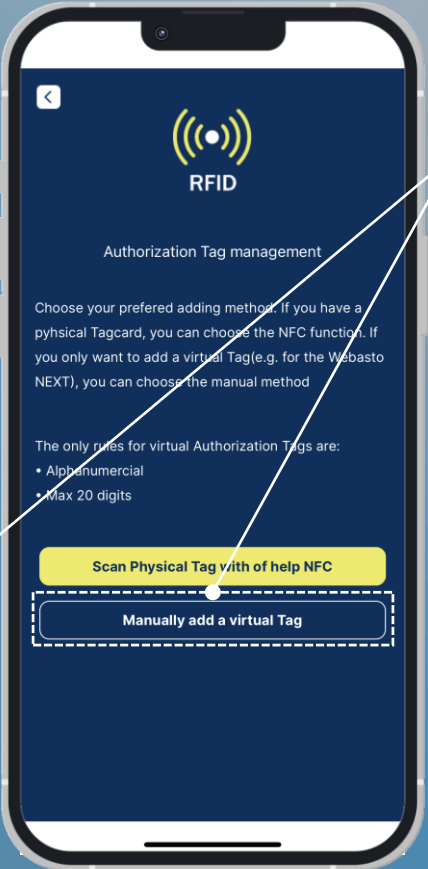 RFID
Authorization Tag management
Choose your prefered adding method. If you have a
pyhsical Tagcard, you can choose the NFC function. If
you only want to add a virtual Tag(e.g. for the Webasto
NEXT), you can choose the manual method
The only rules for virtual Authorization Tags are:
• Alphanumercial
• Max 20 digits
Scan Physical Tag with of help NFC
Manually add a virtual Tag